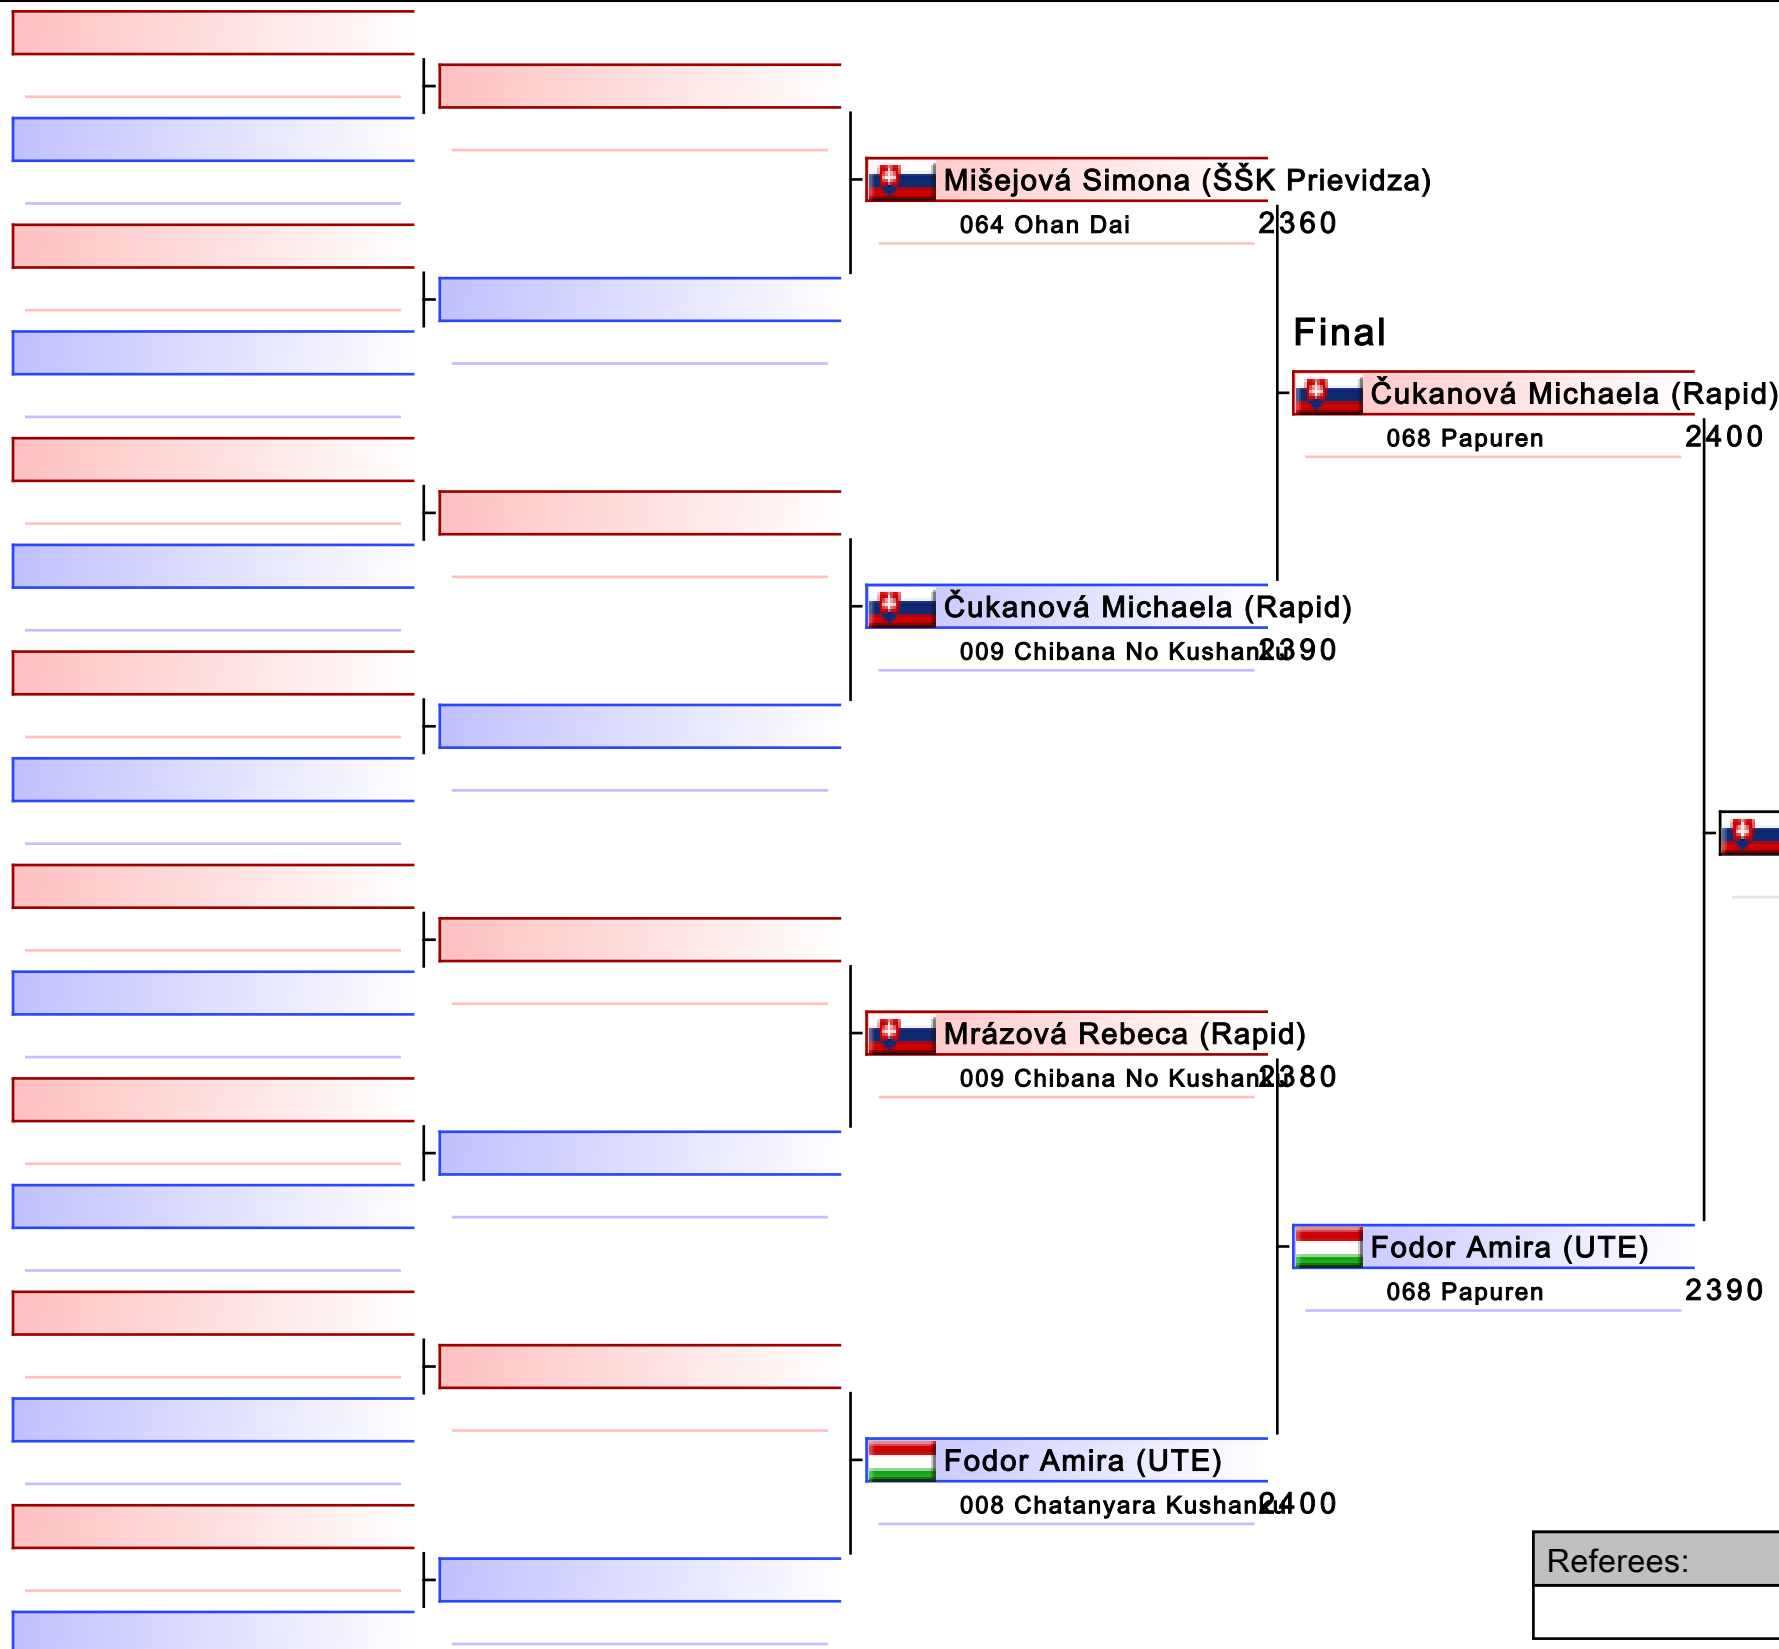 Mišejová Simona (ŠŠK Prievidza)
064 Ohan Dai 2360
Final
Čukanová Michaela (Rapid)
068 Papuren 2400
Čukanová Michaela (Rapid)
009 Chibana No Kushanku 2390
Mrázová Rebeca (Rapid)
009 Chibana No Kushanku 2380
Fodor Amira (UTE)
068 Papuren 2390
Fodor Amira (UTE)
008 Chatanyara Kushanku 2400
Referees: